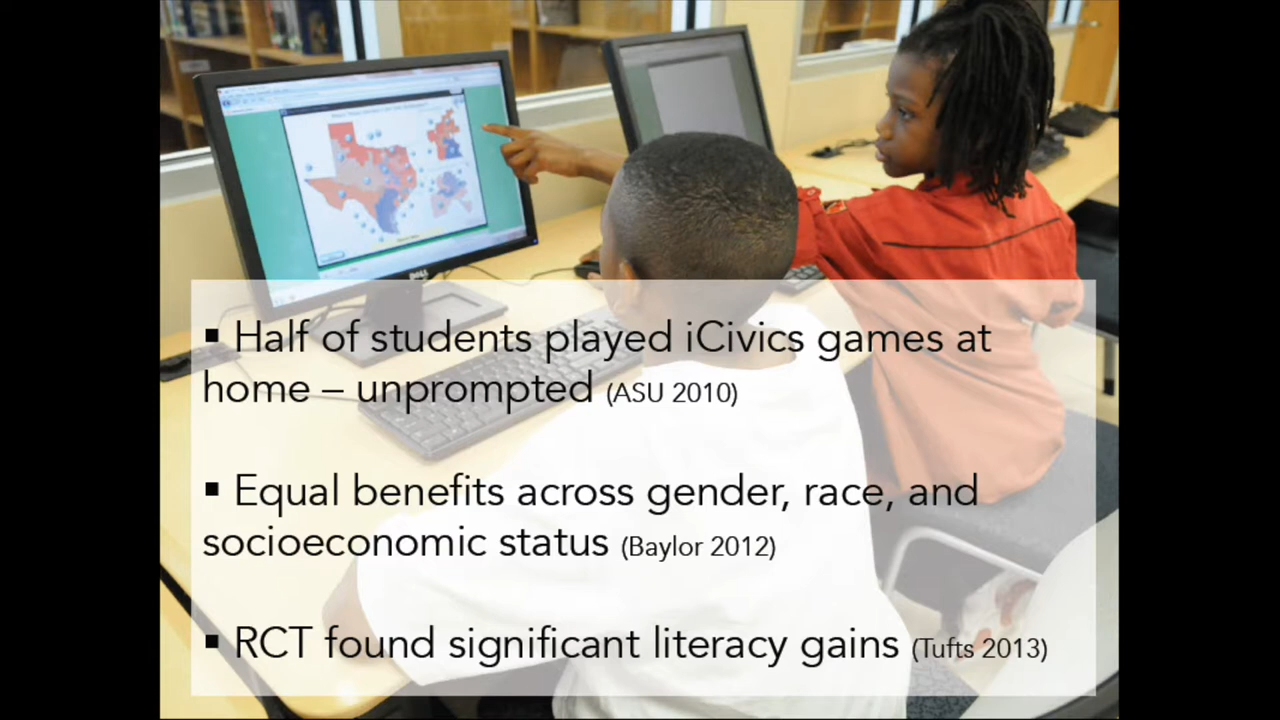 ▪ Half of students played iCivics games at
home – unprompted (ASU 2010)
▪ Equal benefits across gender, race, and
socioeconomic status (Baylor 2012)
▪ RCT found significant literacy gains (Tufts 2013)
DELL